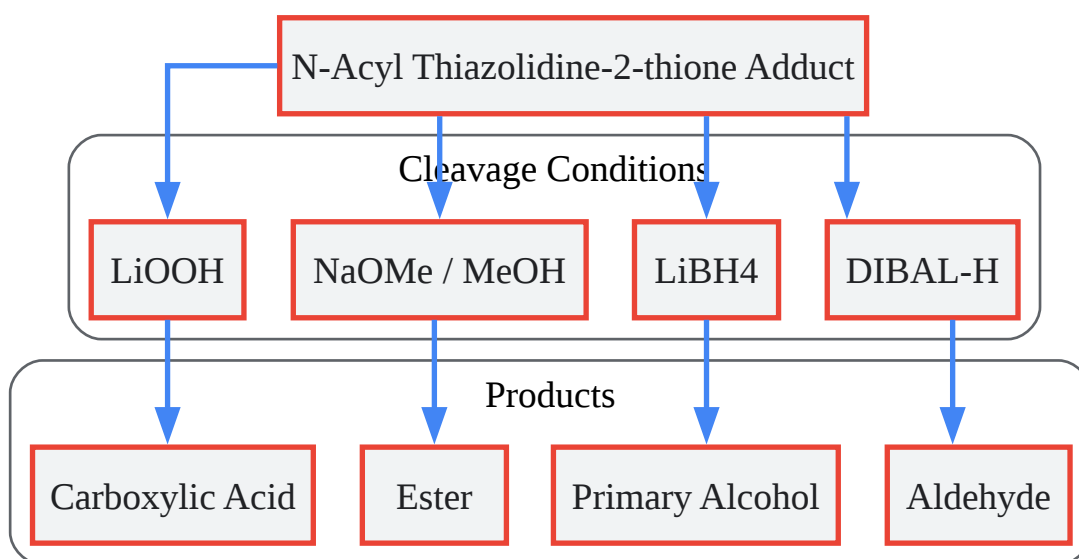 N-Acyl Thiazolidine-2-thione Adduct
Cleavage Conditions
LiOOH
NaOMe / MeOH
LiBH4
DIBAL-H
Products
Carboxylic Acid
Ester
Primary Alcohol
Aldehyde